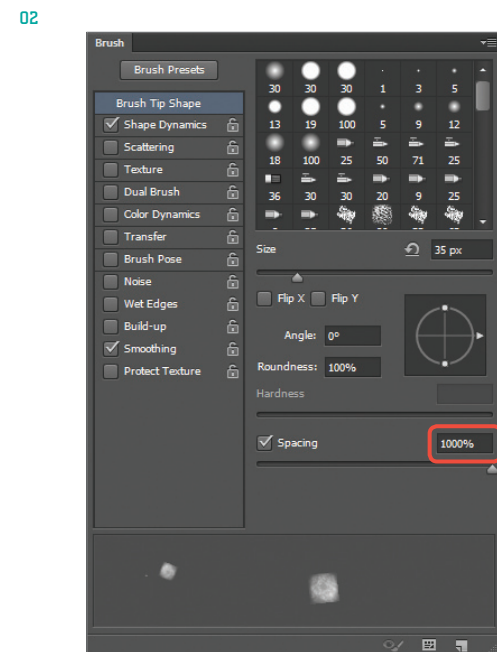 02
Brush
Brush Presets
Brush Tip Shape
Shape Dynamics
Scattering
Texture
Dual Brush
Color Dynamics
Transfer
Brush Pose
Noise
Wet Edges
Build-up
Smoothing
Protect Texture
30 30 30 1 3 5
13 19 100 5 9 12
18 100 25 50 71 25
36 30 30 20 9 25
Size 35 px
Flip X Flip Y
Angle: 0º
Roundness: 100%
Hardness
Spacing 1000%